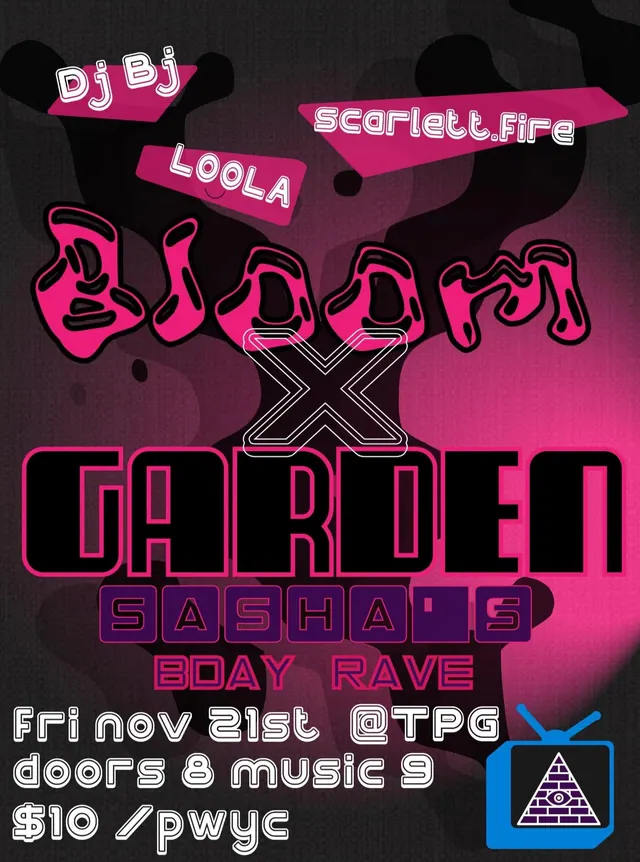 Dj Bj
scarlett.fire
LOOLA
Bloom
X
GARDEN
SASHA'S
BDAY RAVE
Fri nov 21st @TPG
doors 8 music 9
$10 /pwyc